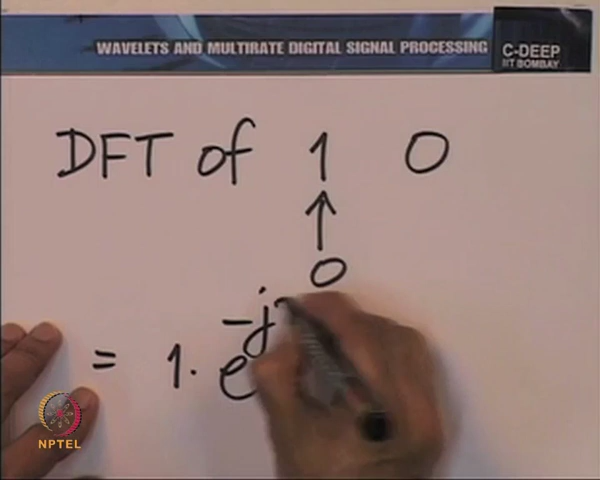 WAVELETS AND MULTIRATE DIGITAL SIGNAL PROCESSING
C-DEEP
IIT BOMBAY
DFT of 1 0
↑
0
= 1. e^-j
NPTEL